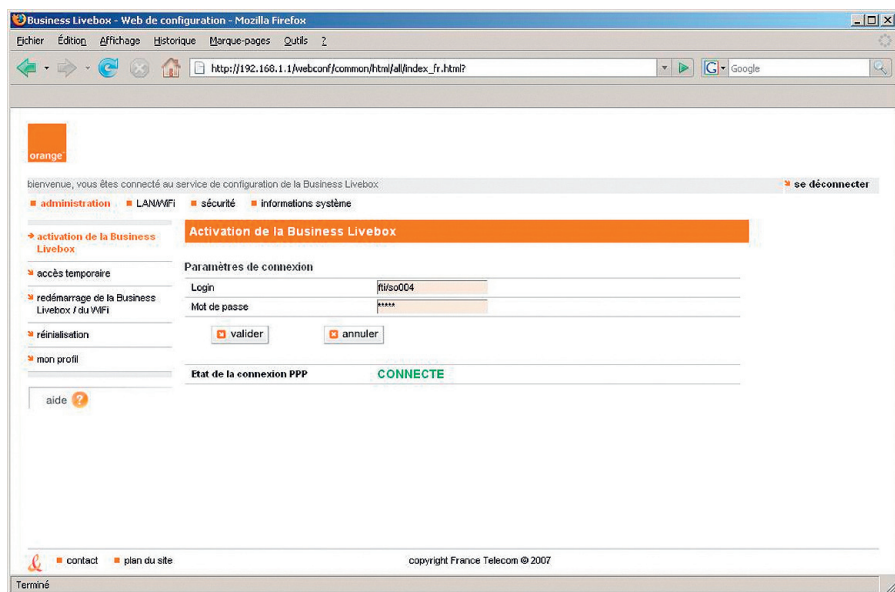 Business Livebox - Web de configuration - Mozilla Firefox
Fichier Édition Affichage Historique Marque-pages Outils ?
http://192.168.1.1/webconf/common/html/all/index_fr.html?
G Google
orange
bienvenue, vous êtes connecté au service de configuration de la Business Livebox
se déconnecter
administration LAN/WiFi sécurité informations système
activation de la Business
Livebox
accès temporaire
redémarrage de la Business
Livebox / du WiFi
réinialisation
mon profil
aide ?
Activation de la Business Livebox
Paramètres de connexion
Login fti/so004
Mot de passe *****
valider annuler
Etat de la connexion PPP CONNECTE
contact plan du site copyright France Telecom © 2007
Terminé